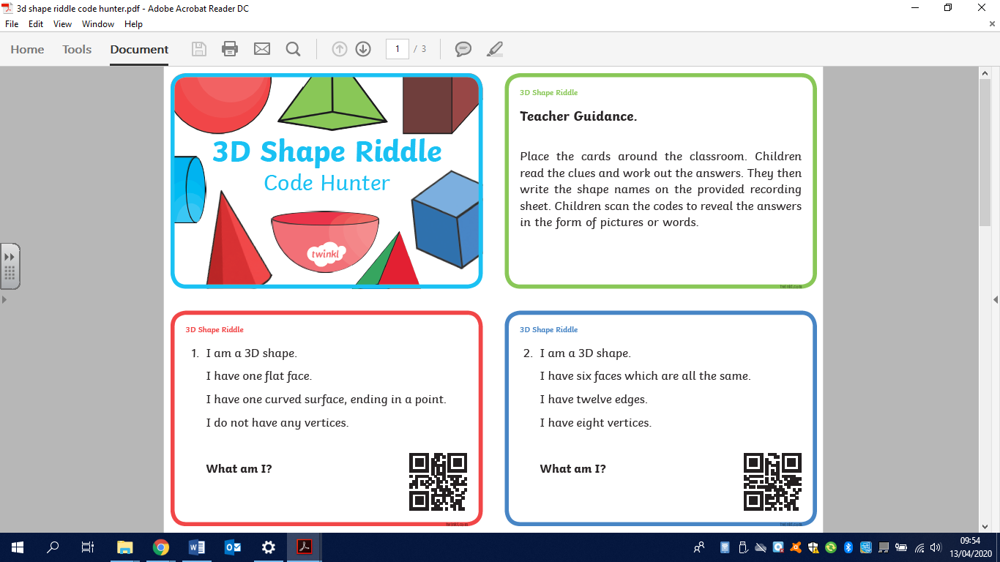 3d shape riddle code hunter.pdf - Adobe Acrobat Reader DC
File Edit View Window Help
Home Tools Document 1 / 3
3D Shape Riddle
Code Hunter
twinkl
3D Shape Riddle
Teacher Guidance.
Place the cards around the classroom. Children
read the clues and work out the answers. They then
write the shape names on the provided recording
sheet. Children scan the codes to reveal the answers
in the form of pictures or words.
twinkl.com
3D Shape Riddle
1. I am a 3D shape.
I have one flat face.
I have one curved surface, ending in a point.
I do not have any vertices.
What am I?
twinkl.com
3D Shape Riddle
2. I am a 3D shape.
I have six faces which are all the same.
I have twelve edges.
I have eight vertices.
What am I?
twinkl.com
09:54
13/04/2020